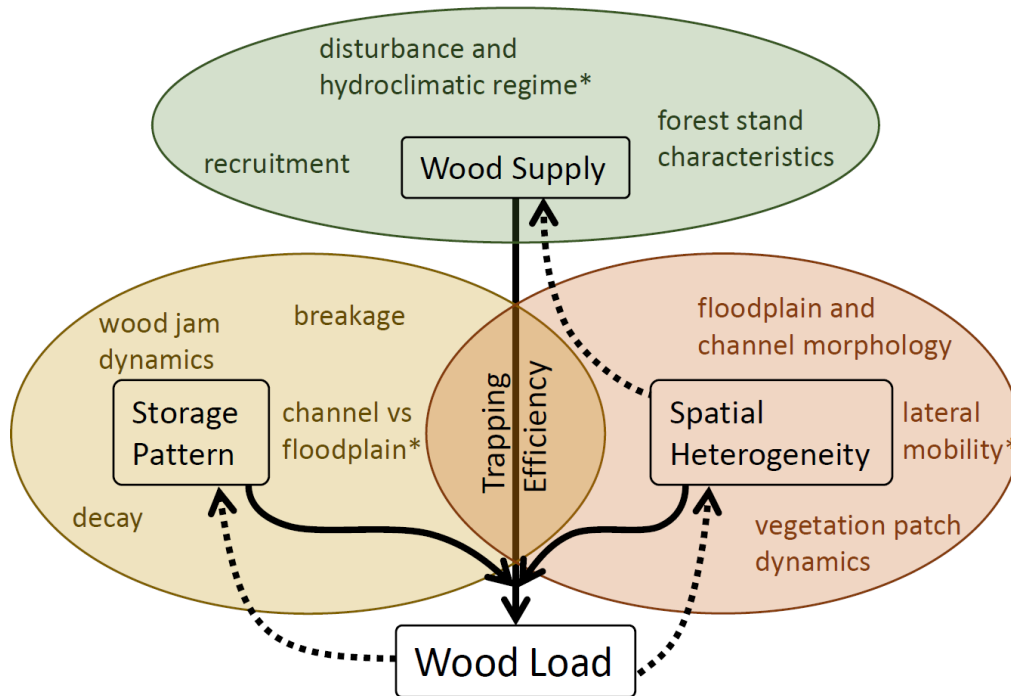 disturbance and
hydroclimatic regime*
forest stand
characteristics
recruitment
Wood Supply
breakage
wood jam
dynamics
Storage
Pattern
channel vs
floodplain*
decay
Trapping
Efficiency
floodplain and
channel morphology
Spatial
Heterogeneity
lateral
mobility*
vegetation patch
dynamics
Wood Load